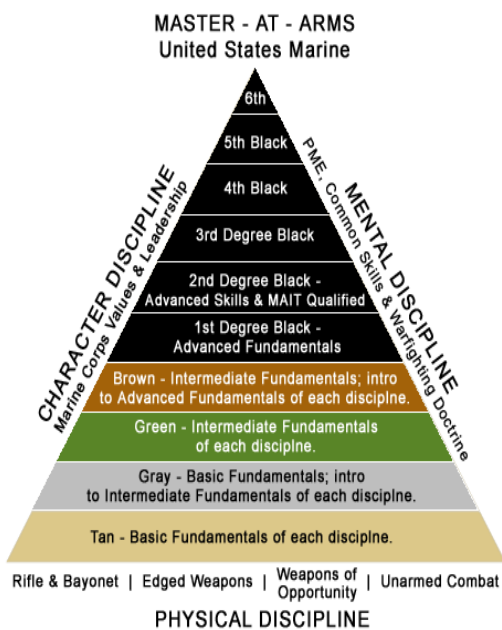 MASTER - AT - ARMS
United States Marine
6th
5th Black
4th Black
3rd Degree Black
2nd Degree Black -
Advanced Skills & MAIT Qualified
1st Degree Black -
Advanced Fundamentals
Brown - Intermediate Fundamentals; intro
to Advanced Fundamentals of each disciplne.
Green - Intermediate Fundamentals
of each disciplne.
Gray - Basic Fundamentals; intro
to Intermediate Fundamentals of each disciplne.
Tan - Basic Fundamentals of each disciplne.
CHARACTER DISCIPLINE
Marine Corps Values & Leadership
MENTAL DISCIPLINE
PME, Common Skills & Warfighting Doctrine
Rifle & Bayonet | Edged Weapons | Weapons of Opportunity | Unarmed Combat
PHYSICAL DISCIPLINE